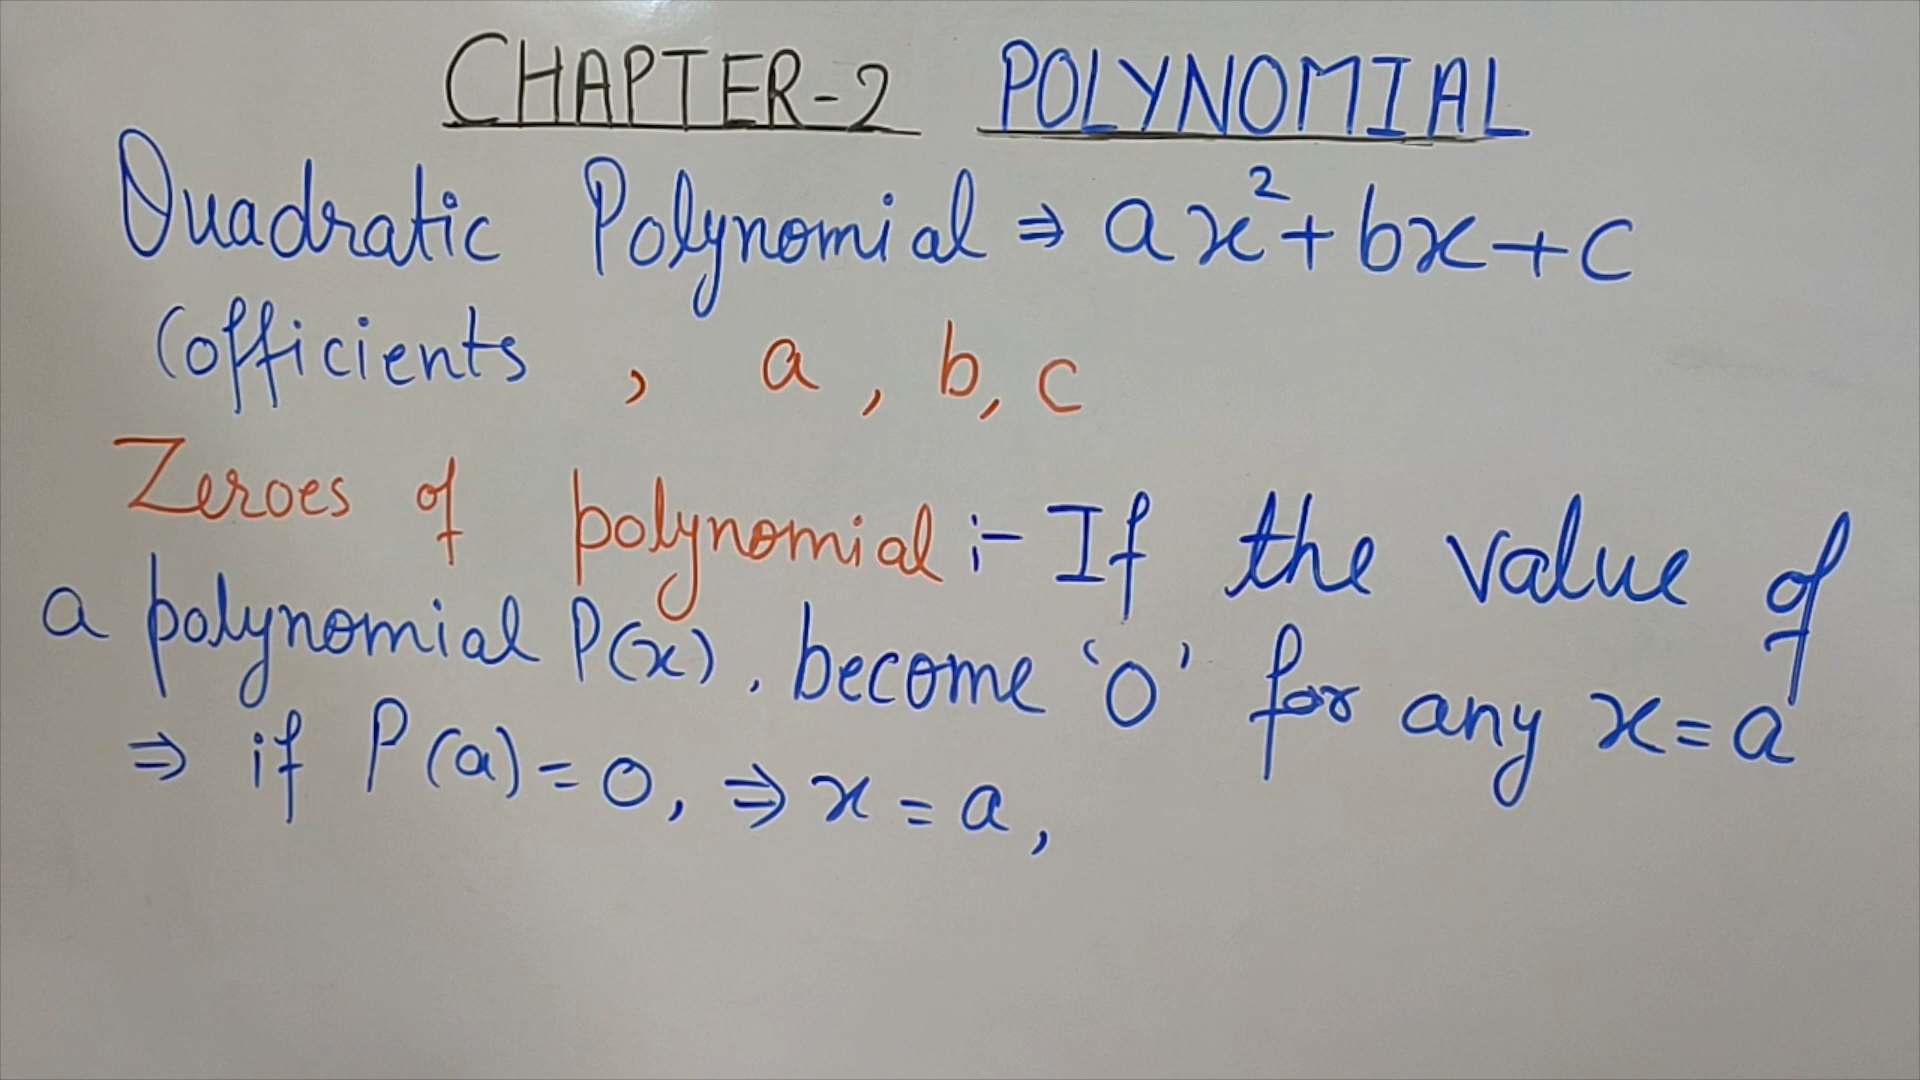 CHAPTER-2 POLYNOMIAL
Quadratic Polynomial ⇒ ax²+bx+c
Cofficients , a , b, c
Zeroes of polynomial :- If the value of
a polynomial P(x). become '0' for any x=a
⇒ if P(a)=0, ⇒ x=a,